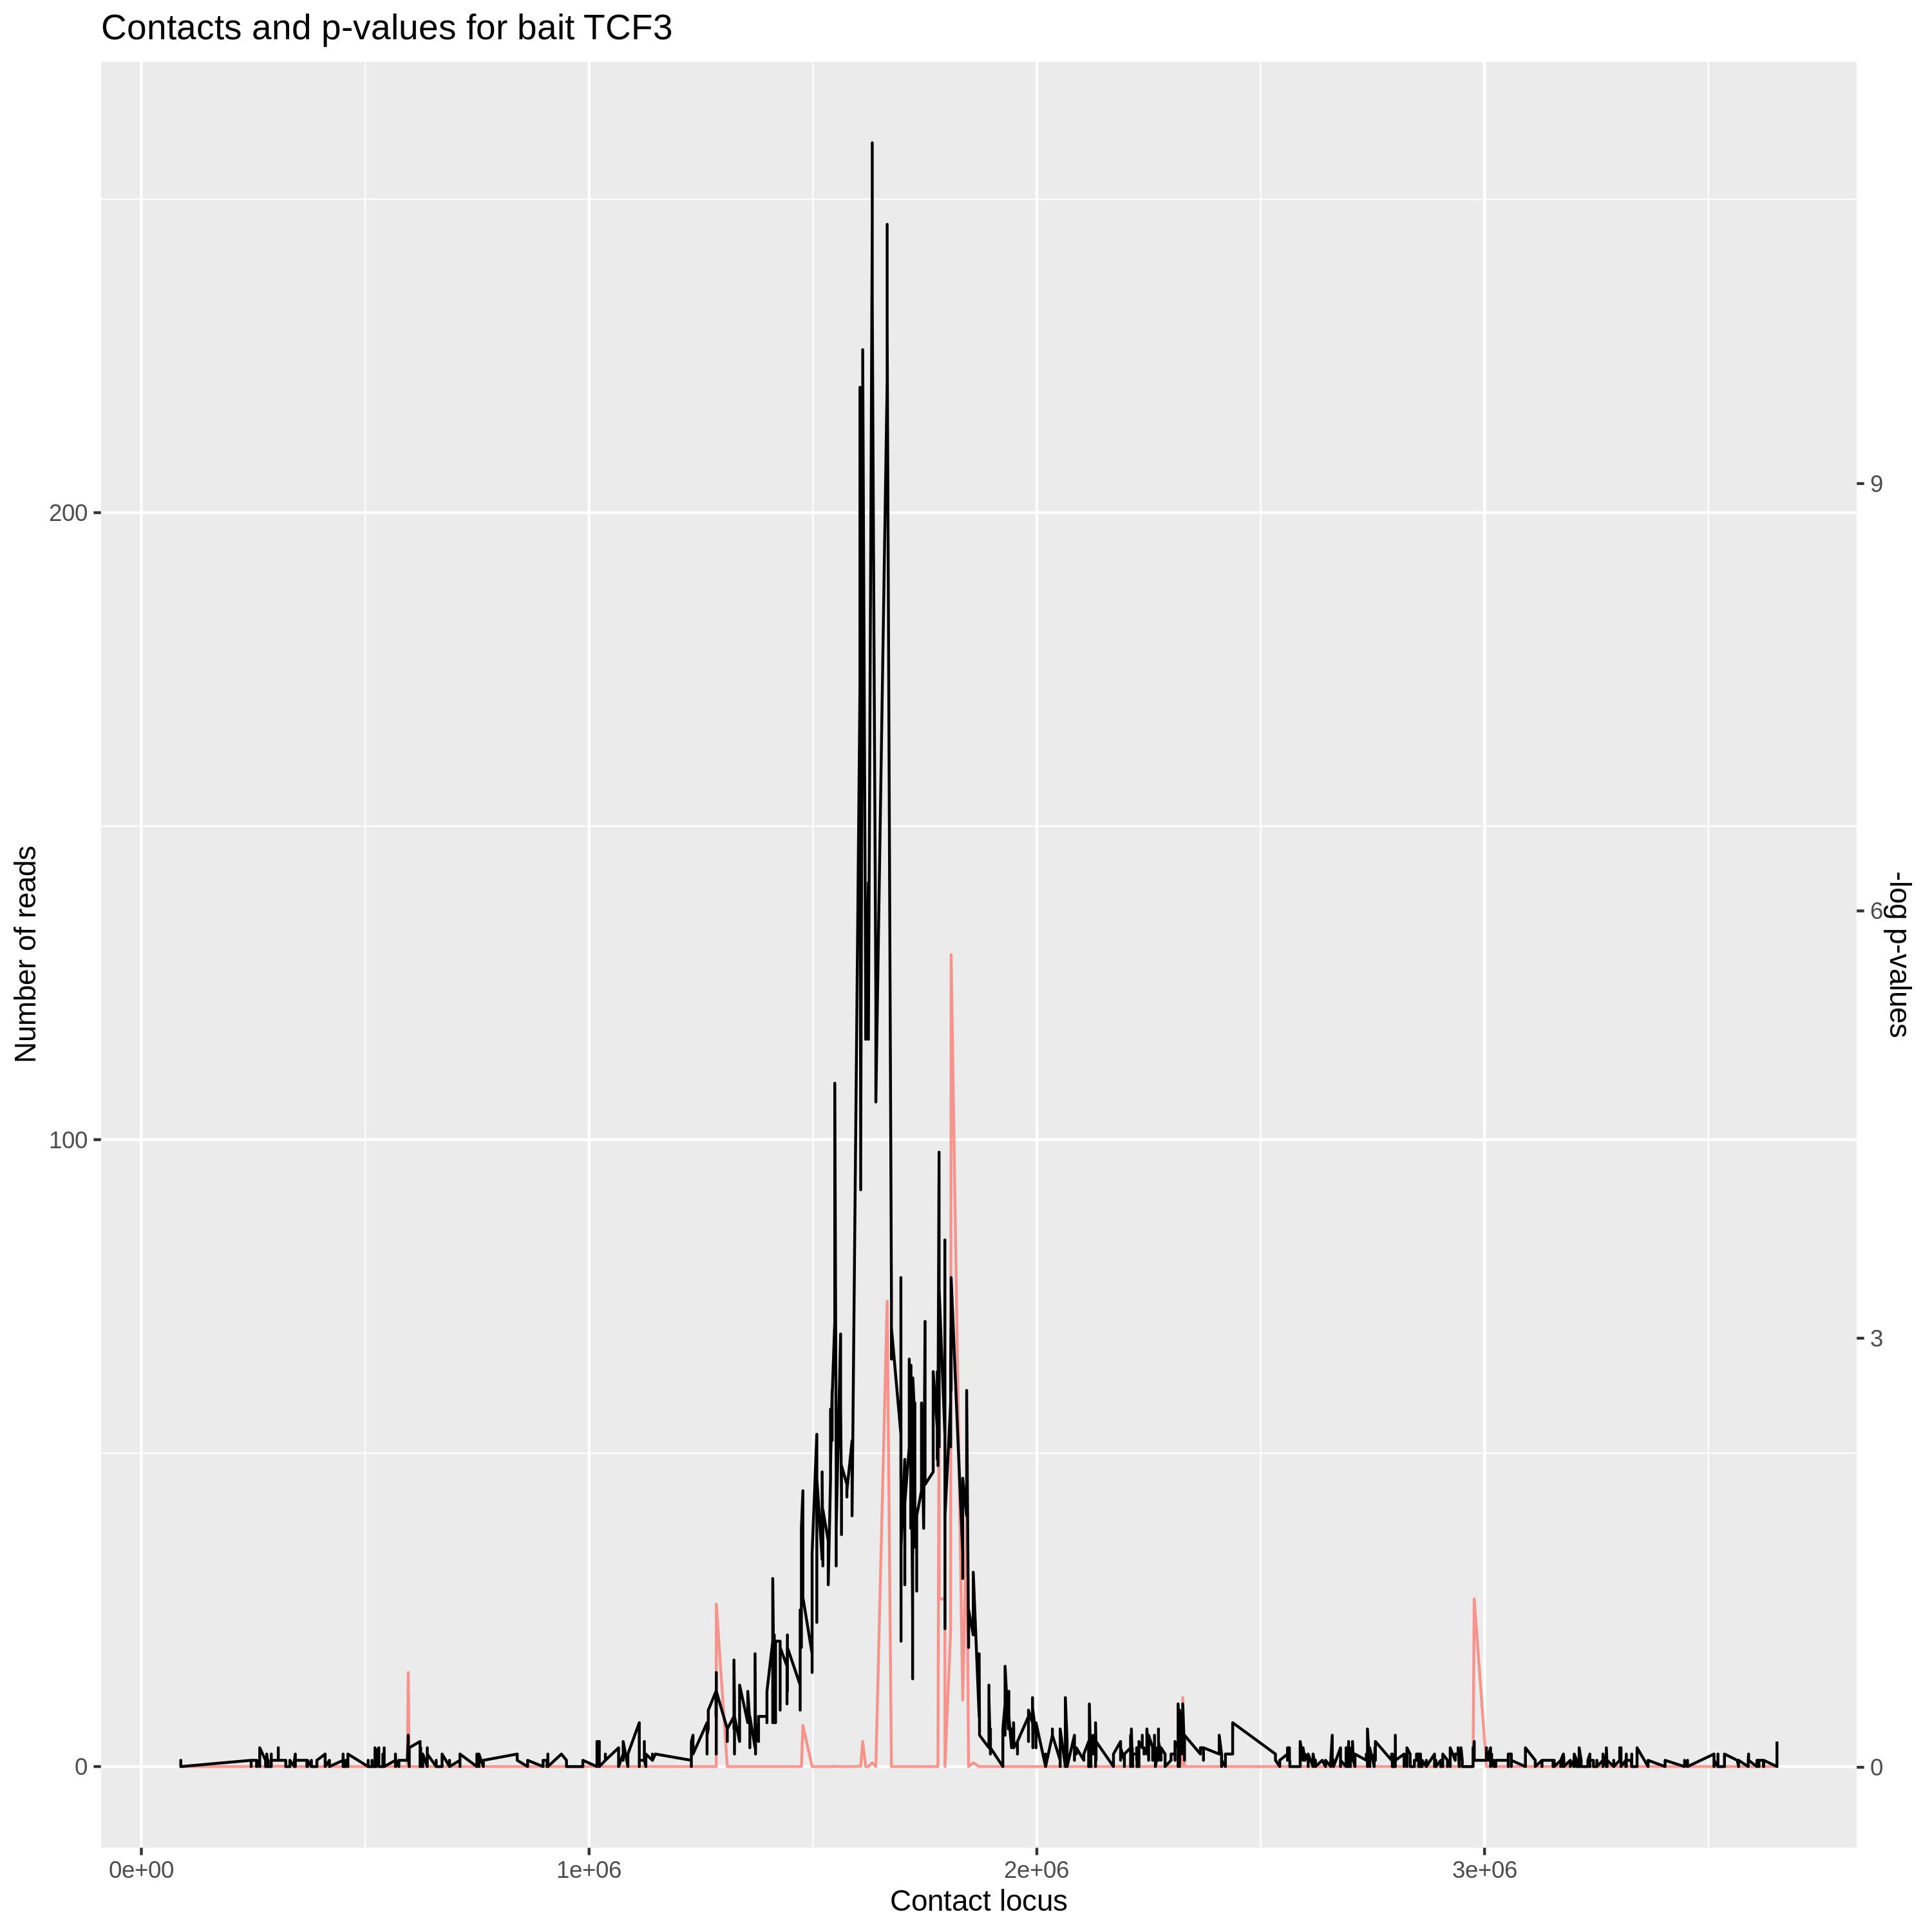 Contacts and p-values for bait TCF3
Number of reads
200
100
0
9
6
3
0
-log p-values
0e+00
1e+06
2e+06
3e+06
Contact locus